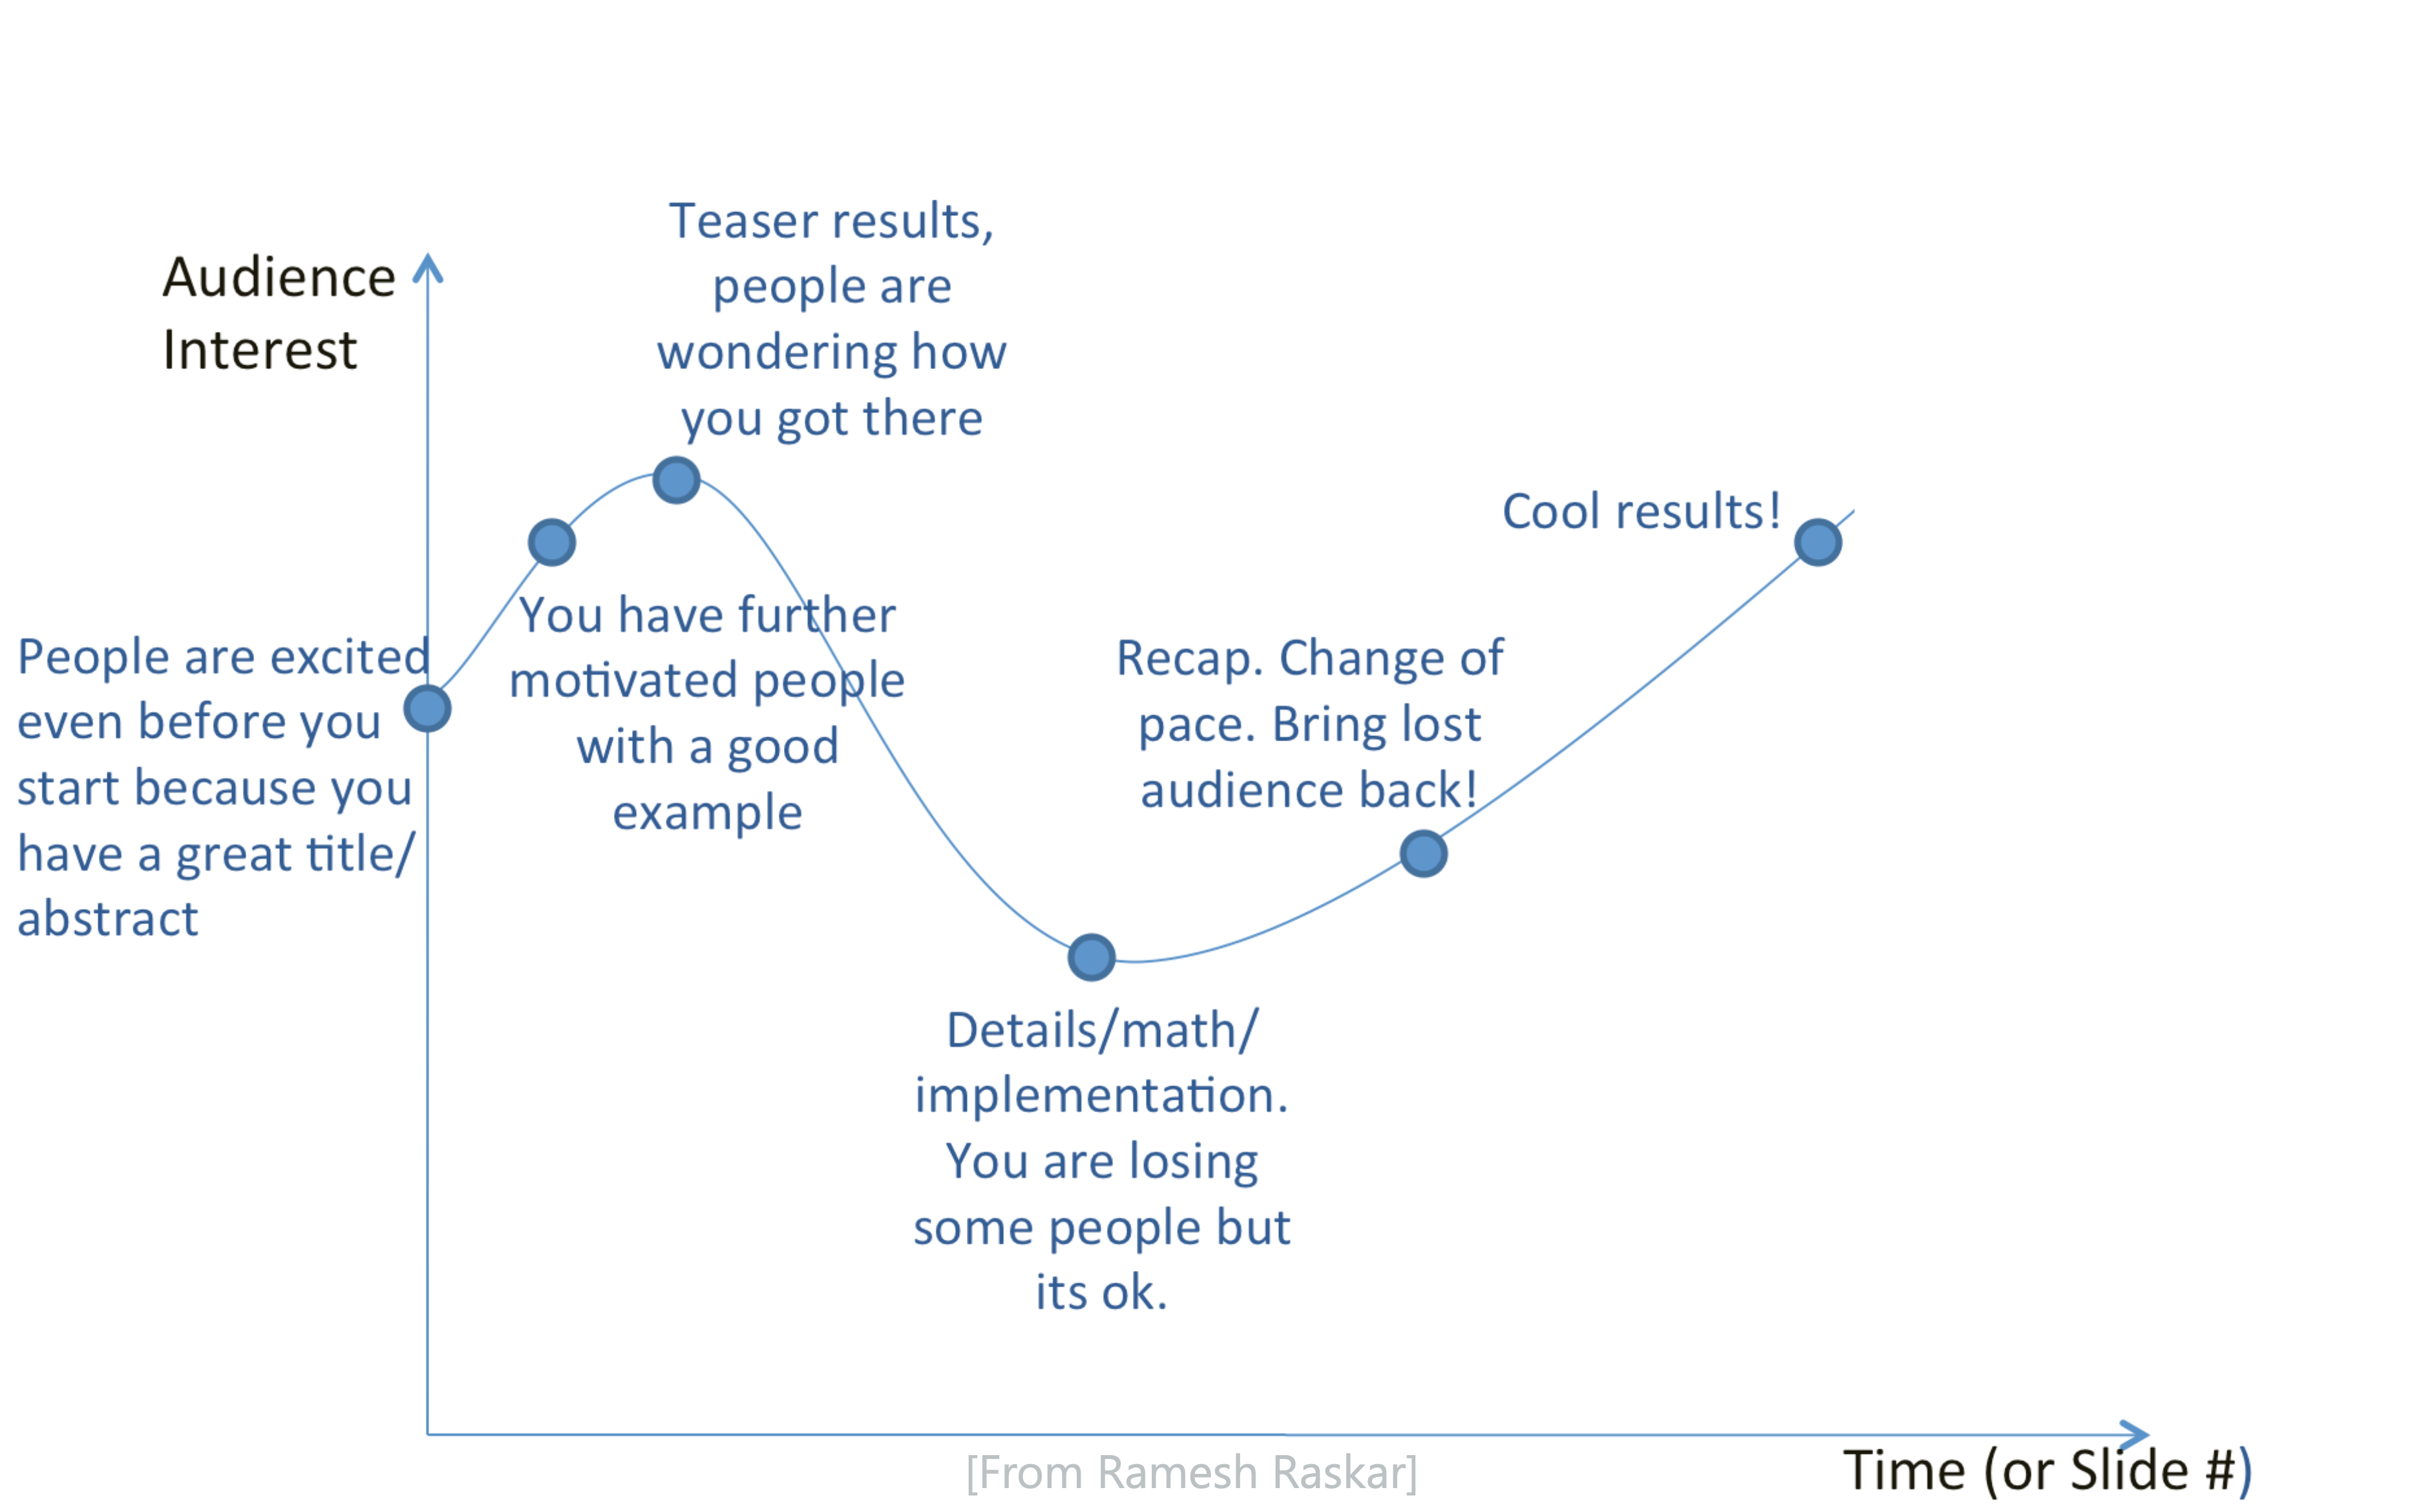 Audience
Interest
Teaser results,
people are
wondering how
you got there
People are excited
even before you
start because you
have a great title/
abstract
You have further
motivated people
with a good
example
Details/math/
implementation.
You are losing
some people but
its ok.
Recap. Change of
pace. Bring lost
audience back!
Cool results!
[From Ramesh Raskar]
Time (or Slide #)